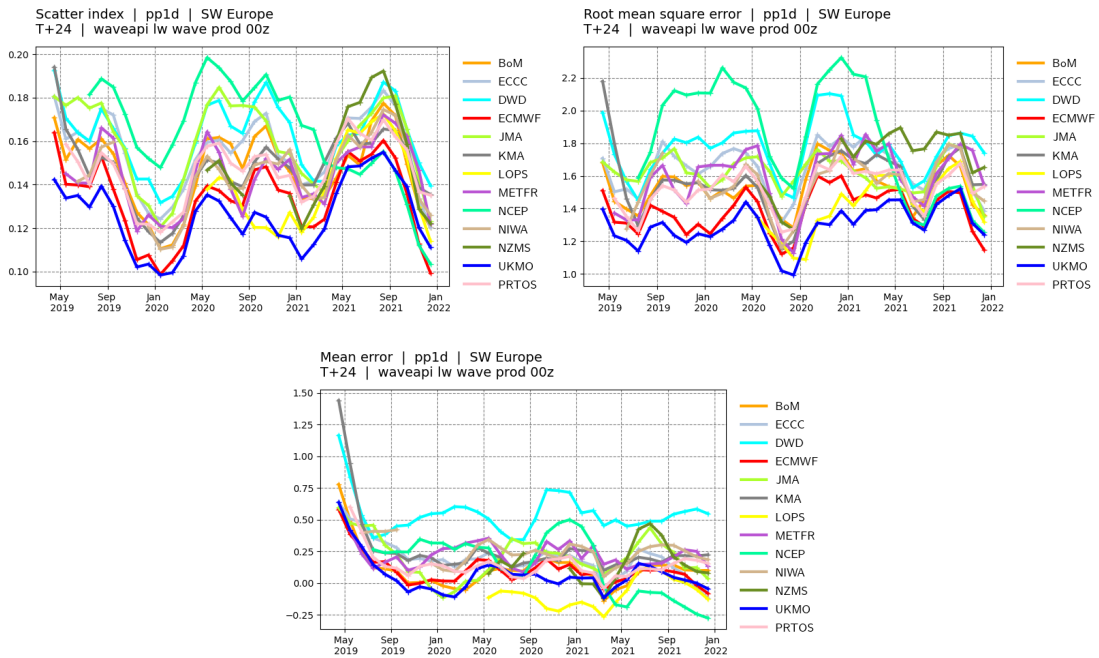 Scatter index | pp1d | SW Europe
T+24 | waveapi lw wave prod 00z
0.20
0.18
0.16
0.14
0.12
0.10
May 2019
Sep 2019
Jan 2020
May 2020
Sep 2020
Jan 2021
May 2021
Sep 2021
Jan 2022
BoM
ECCC
DWD
ECMWF
JMA
KMA
LOPS
METFR
NCEP
NIWA
NZMS
UKMO
PRTOS
Root mean square error | pp1d | SW Europe
T+24 | waveapi lw wave prod 00z
2.2
2.0
1.8
1.6
1.4
1.2
1.0
May 2019
Sep 2019
Jan 2020
May 2020
Sep 2020
Jan 2021
May 2021
Sep 2021
Jan 2022
BoM
ECCC
DWD
ECMWF
JMA
KMA
LOPS
METFR
NCEP
NIWA
NZMS
UKMO
PRTOS
Mean error | pp1d | SW Europe
T+24 | waveapi lw wave prod 00z
1.50
1.25
1.00
0.75
0.50
0.25
0.00
−0.25
May 2019
Sep 2019
Jan 2020
May 2020
Sep 2020
Jan 2021
May 2021
Sep 2021
Jan 2022
BoM
ECCC
DWD
ECMWF
JMA
KMA
LOPS
METFR
NCEP
NIWA
NZMS
UKMO
PRTOS